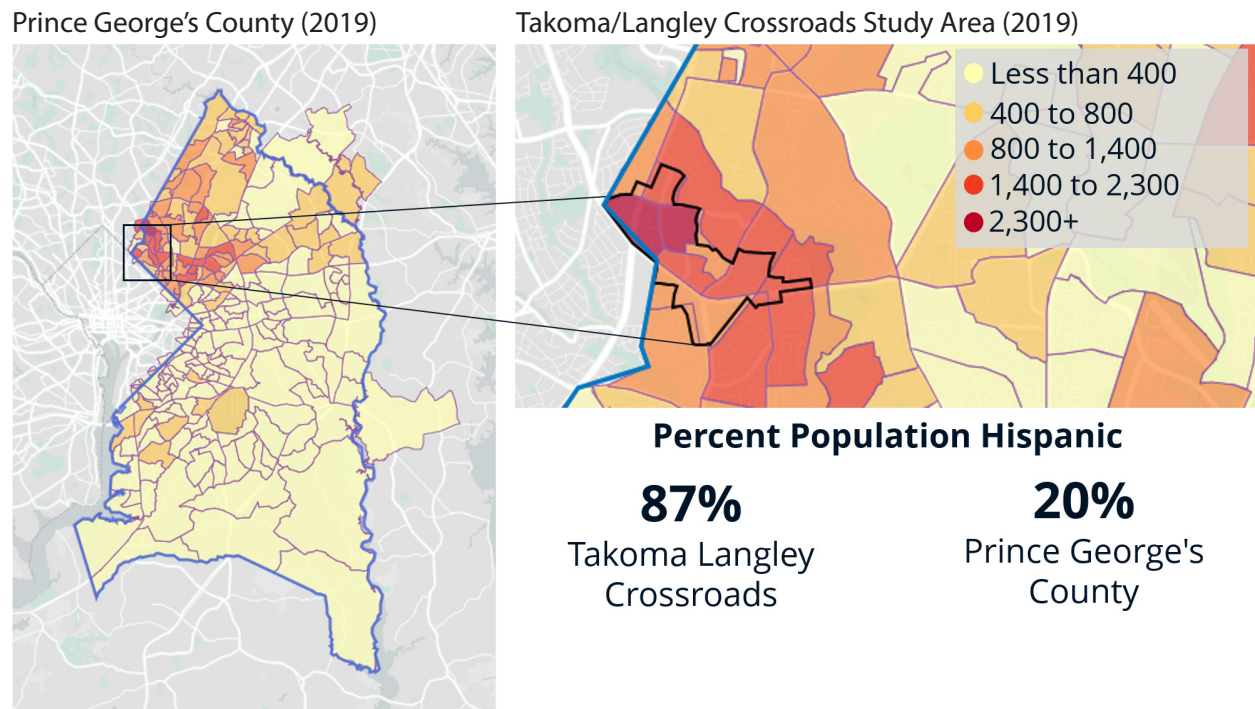 Prince George’s County (2019)
Takoma/Langley Crossroads Study Area (2019)
Less than 400
400 to 800
800 to 1,400
1,400 to 2,300
2,300+
Percent Population Hispanic
87%
Takoma Langley
Crossroads
20%
Prince George's
County